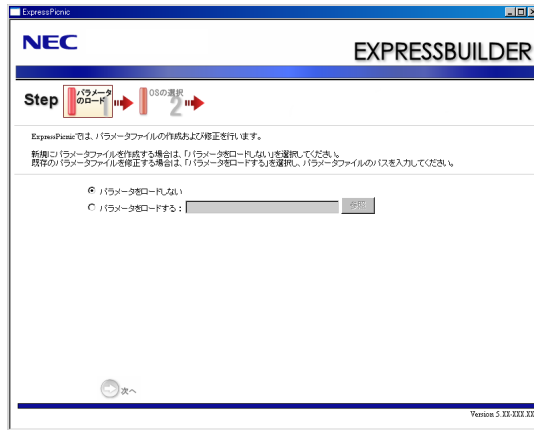 ExpressPicnic
NEC
EXPRESSBUILDER
Step パラメータのロード 1 OSの選択 2
ExpressPicnicでは、パラメータファイルの作成および修正を行います。
新規にパラメータファイルを作成する場合は、「パラメータをロードしない」を選択してください。
既存のパラメータファイルを修正する場合は、「パラメータをロードする」を選択し、パラメータファイルのパスを入力してください。
パラメータをロードしない
パラメータをロードする：
参照
次へ
Version 5.XX-XXX.XX